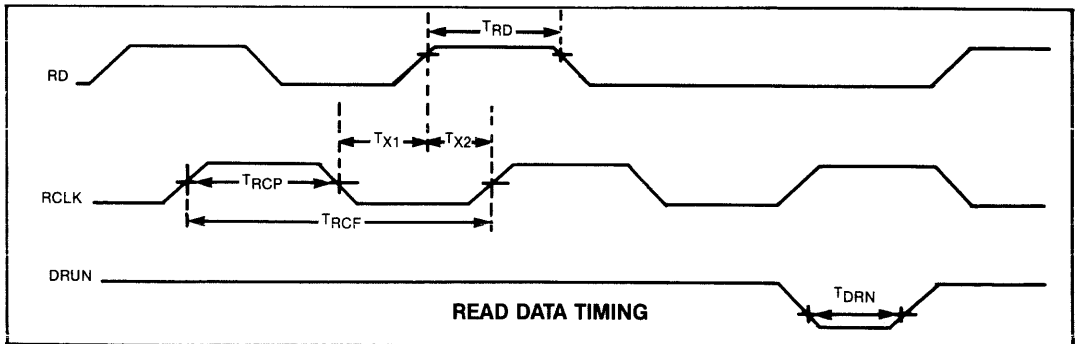 TRD
RD
TX1 TX2
RCLK
TRCP
TRCF
DRUN
TDRN
READ DATA TIMING